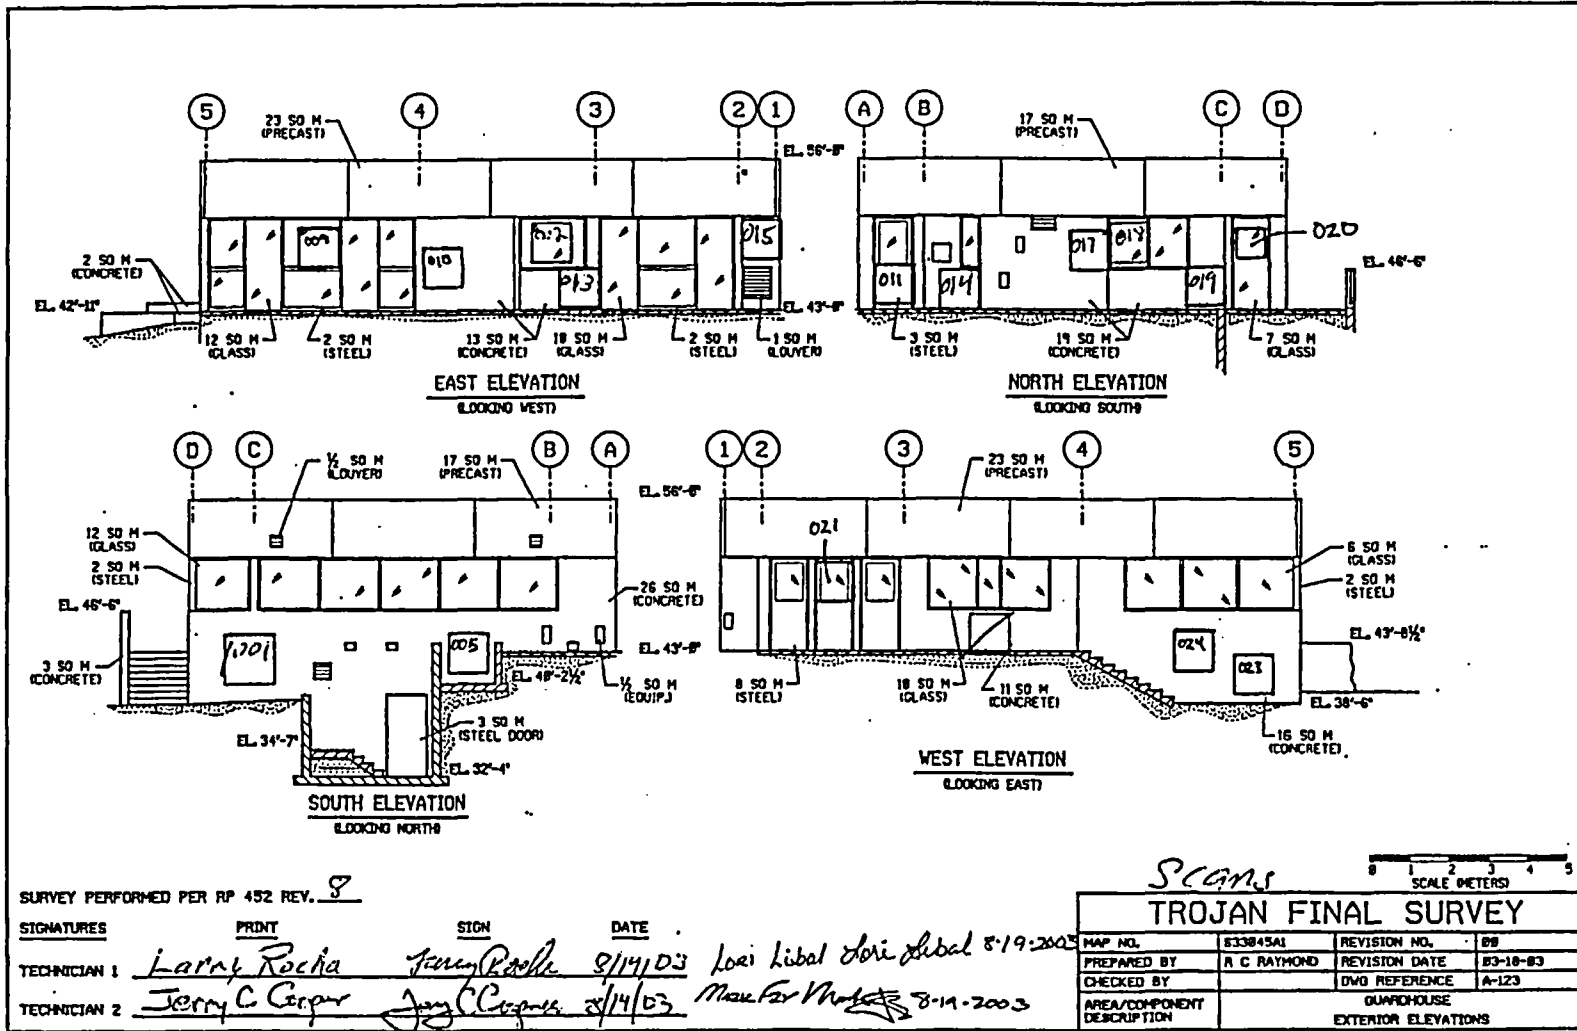 5 4 3 2 1
23 SQ M
(PRECAST)
EL. 56'-8"
009
010
012
013
015
2 SQ M
(CONCRETE)
EL. 42'-11"
EL. 43'-8"
12 SQ M
(GLASS)
2 SQ M
(STEEL)
13 SQ M
(CONCRETE)
18 SQ M
(GLASS)
2 SQ M
(STEEL)
1 SQ M
(LOUVER)
EAST ELEVATION
(LOOKING WEST)
A B C D
17 SQ M
(PRECAST)
011
014
017
018
019
020
EL. 46'-6"
3 SQ M
(STEEL)
19 SQ M
(CONCRETE)
7 SQ M
(GLASS)
NORTH ELEVATION
(LOOKING SOUTH)
D C B A
½ SQ M
(LOUVER)
17 SQ M
(PRECAST)
EL. 56'-8"
12 SQ M
(GLASS)
2 SQ M
(STEEL)
EL. 46'-6"
3 SQ M
(CONCRETE)
001
005
26 SQ M
(CONCRETE)
EL. 43'-8"
EL. 40'-2½"
½ SQ M
(EQUIP.)
3 SQ M
(STEEL DOOR)
EL. 34'-7"
EL. 32'-4"
SOUTH ELEVATION
(LOOKING NORTH)
1 2 3 4 5
23 SQ M
(PRECAST)
021
6 SQ M
(GLASS)
2 SQ M
(STEEL)
EL. 43'-8½"
024
023
8 SQ M
(STEEL)
18 SQ M
(GLASS)
11 SQ M
(CONCRETE)
EL. 38'-6"
16 SQ M
(CONCRETE)
WEST ELEVATION
(LOOKING EAST)
SURVEY PERFORMED PER RP 452 REV. 8
SIGNATURES PRINT SIGN DATE
TECHNICIAN 1 Larry Rocha Larry Rocha 8/14/03 Lori Libal Lori Libal 8-19-2003
TECHNICIAN 2 Jerry C Jerry C 8/14/03 8-19-2003
Scans
0 1 2 3 4 5
SCALE (METERS)
TROJAN FINAL SURVEY
MAP NO. S33045A1 REVISION NO. 00
PREPARED BY R C RAYMOND REVISION DATE 03-18-03
CHECKED BY DWG REFERENCE A-123
AREA/COMPONENT
DESCRIPTION
GUARDHOUSE
EXTERIOR ELEVATIONS